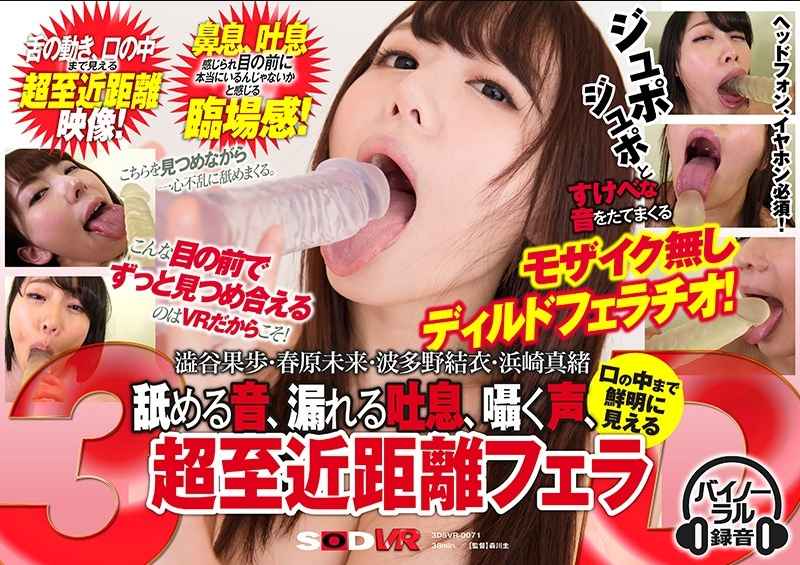 舌の動き、口の中
まで見える
超至近距離
映像!
鼻息、吐息
感じられ目の前に
本当にいるんじゃないか
と感じる
臨場感!
こちらを見つめながら
一心不乱に舐めまくる。
こんな目の前で
ずっと見つめ合える
のはVRだからこそ!
ヘッドフォン、イヤホン必須!
ジュポ
ジュポと
すけべな
音をたてまくる
モザイク無し
ディルドフェラチオ!
澁谷果歩・春原未来・波多野結衣・浜崎真緒
舐める音、漏れる吐息、囁く声、
口の中まで
鮮明に
見える
3D
超至近距離フェラ
バイノー
ラル
録音
SODVR
3DSVR-0071
38min. /【監督】森川圭